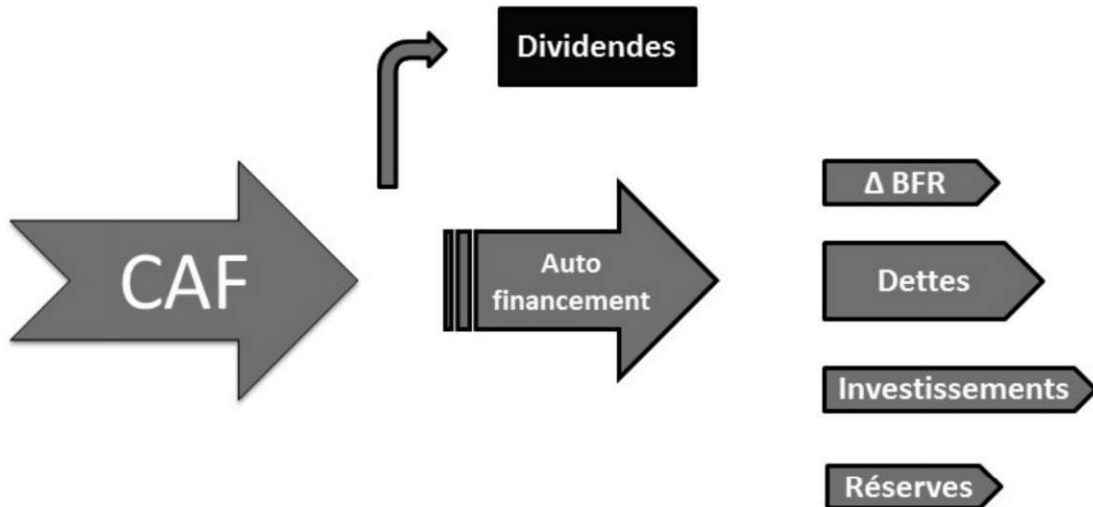 Dividendes
CAF
Auto
financement
Δ BFR
Dettes
Investissements
Réserves